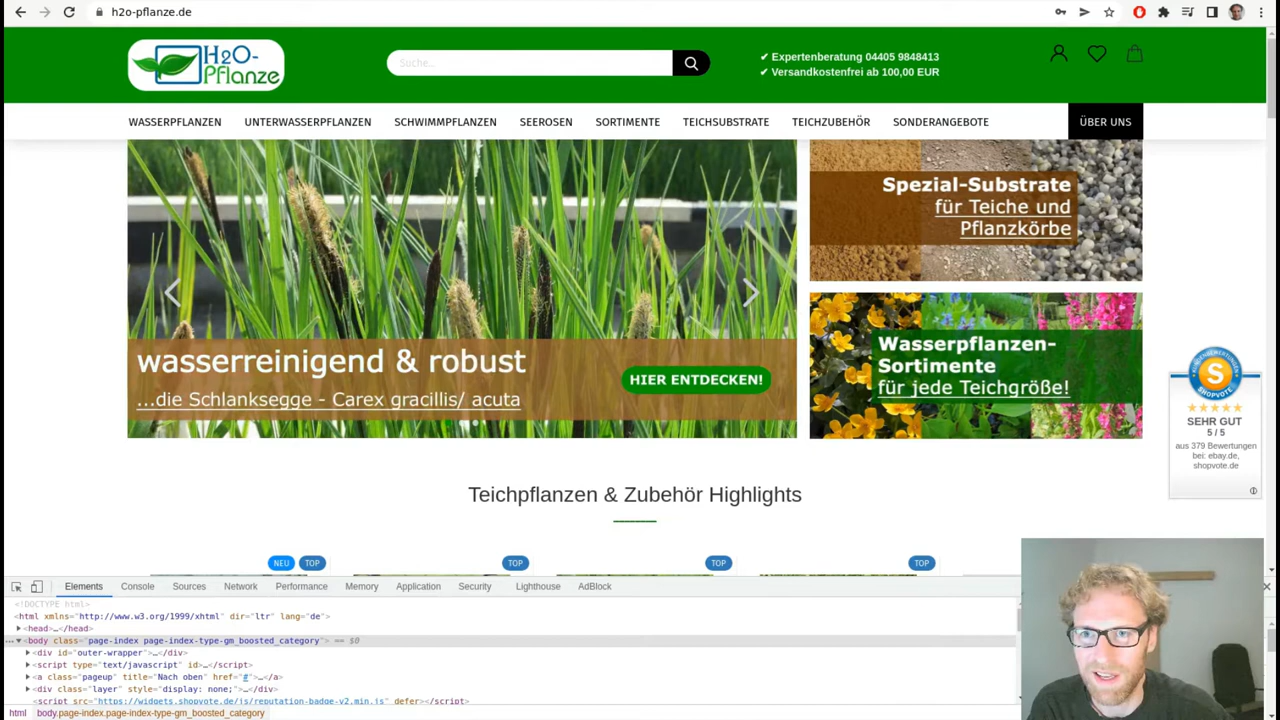 h2o-pflanze.de
H2O-
Pflanze
Suche...
✔ Expertenberatung 04405 9848413
✔ Versandkostenfrei ab 100,00 EUR
WASSERPFLANZEN UNTERWASSERPFLANZEN SCHWIMMPFLANZEN SEEROSEN SORTIMENTE TEICHSUBSTRATE TEICHZUBEHÖR SONDERANGEBOTE ÜBER UNS
wasserreinigend & robust
...die Schlanksegge - Carex gracillis/ acuta
HIER ENTDECKEN!
Spezial-Substrate
für Teiche und
Pflanzkörbe
Wasserpflanzen-
Sortimente
für jede Teichgröße!
KUNDENBEWERTUNGEN
S
SHOPVOTE
SEHR GUT
5 / 5
aus 379 Bewertungen
bei: ebay.de,
shopvote.de
Teichpflanzen & Zubehör Highlights
NEU TOP TOP TOP TOP
Elements Console Sources Network Performance Memory Application Security Lighthouse AdBlock
<!DOCTYPE html>
<html xmlns="http://www.w3.org/1999/xhtml" dir="ltr" lang="de">
<head>…</head>
<body class="page-index page-index-type-gm_boosted_category"> == $0
<div id="outer-wrapper">…</div>
<script type="text/javascript" id>…</script>
<a class="pageup" title="Nach oben" href="#">…</a>
<div class="layer" style="display: none;">…</div>
<script src="https://widgets.shopvote.de/js/reputation-badge-v2.min.js" defer></script>
html body.page-index.page-index-type-gm_boosted_category